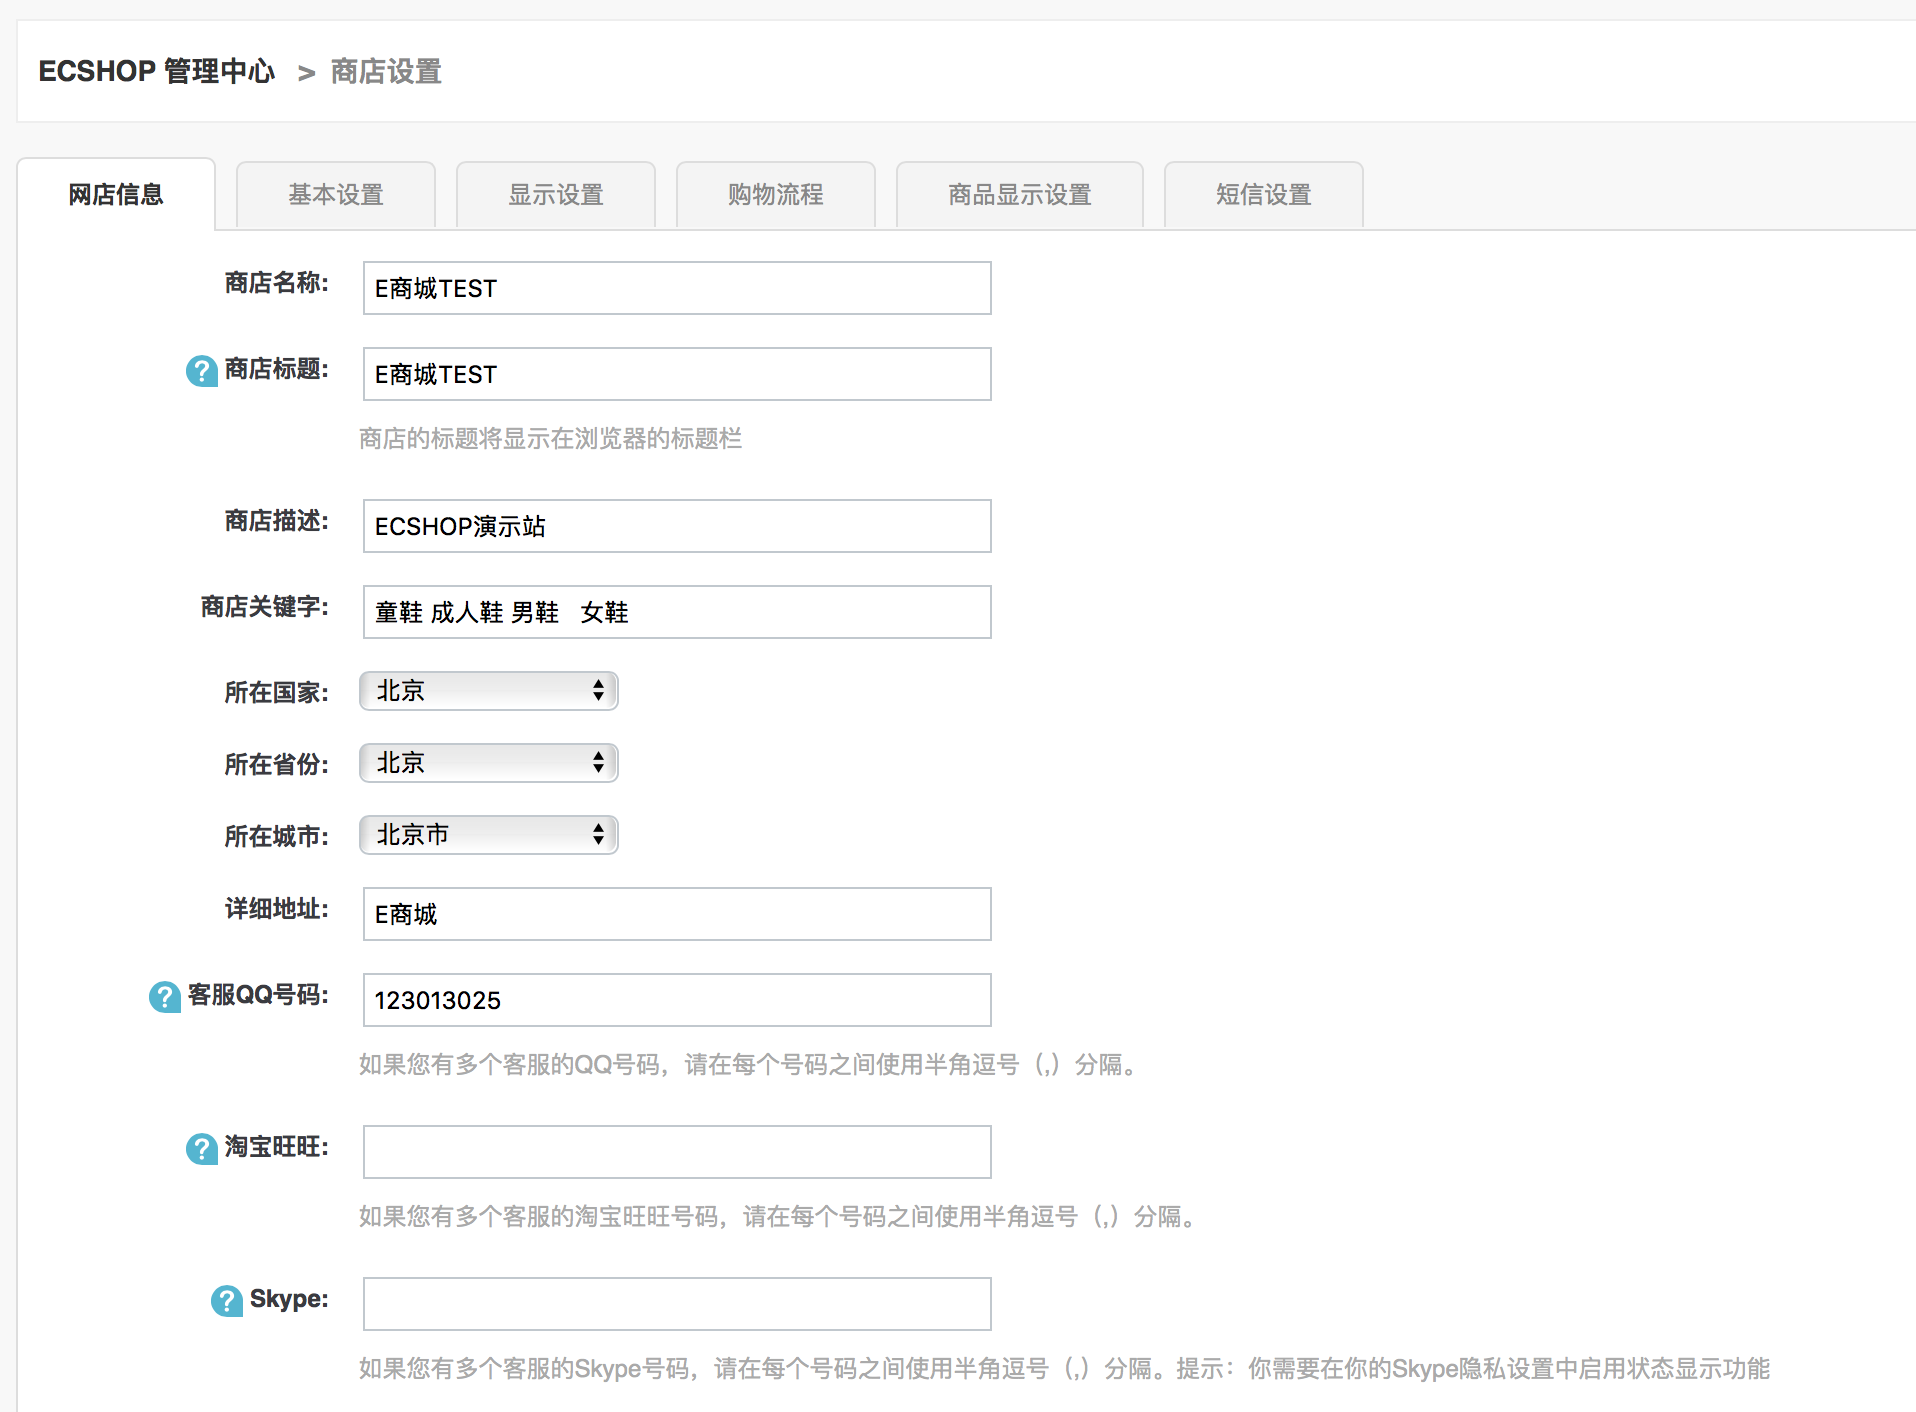 ECSHOP 管理中心 > 商店设置
网店信息 基本设置 显示设置 购物流程 商品显示设置 短信设置
商店名称: E商城TEST
? 商店标题: E商城TEST
商店的标题将显示在浏览器的标题栏
商店描述: ECSHOP演示站
商店关键字: 童鞋 成人鞋 男鞋 女鞋
所在国家: 北京
所在省份: 北京
所在城市: 北京市
详细地址: E商城
? 客服QQ号码: 123013025
如果您有多个客服的QQ号码，请在每个号码之间使用半角逗号（,）分隔。
? 淘宝旺旺:
如果您有多个客服的淘宝旺旺号码，请在每个号码之间使用半角逗号（,）分隔。
? Skype:
如果您有多个客服的Skype号码，请在每个号码之间使用半角逗号（,）分隔。提示：你需要在你的Skype隐私设置中启用状态显示功能